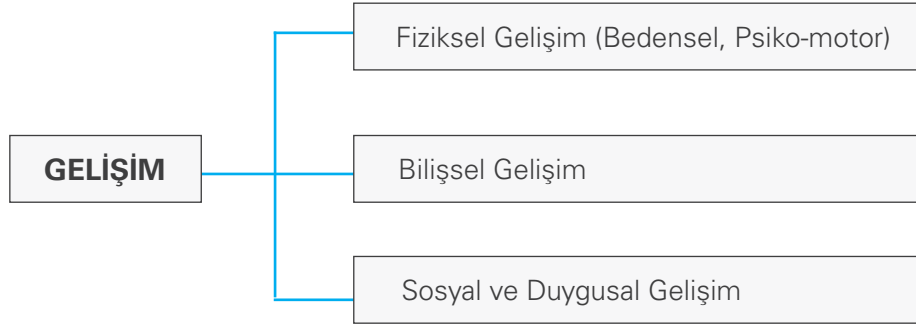 Fiziksel Gelişim (Bedensel, Psiko-motor)
GELİŞİM
Bilişsel Gelişim
Sosyal ve Duygusal Gelişim